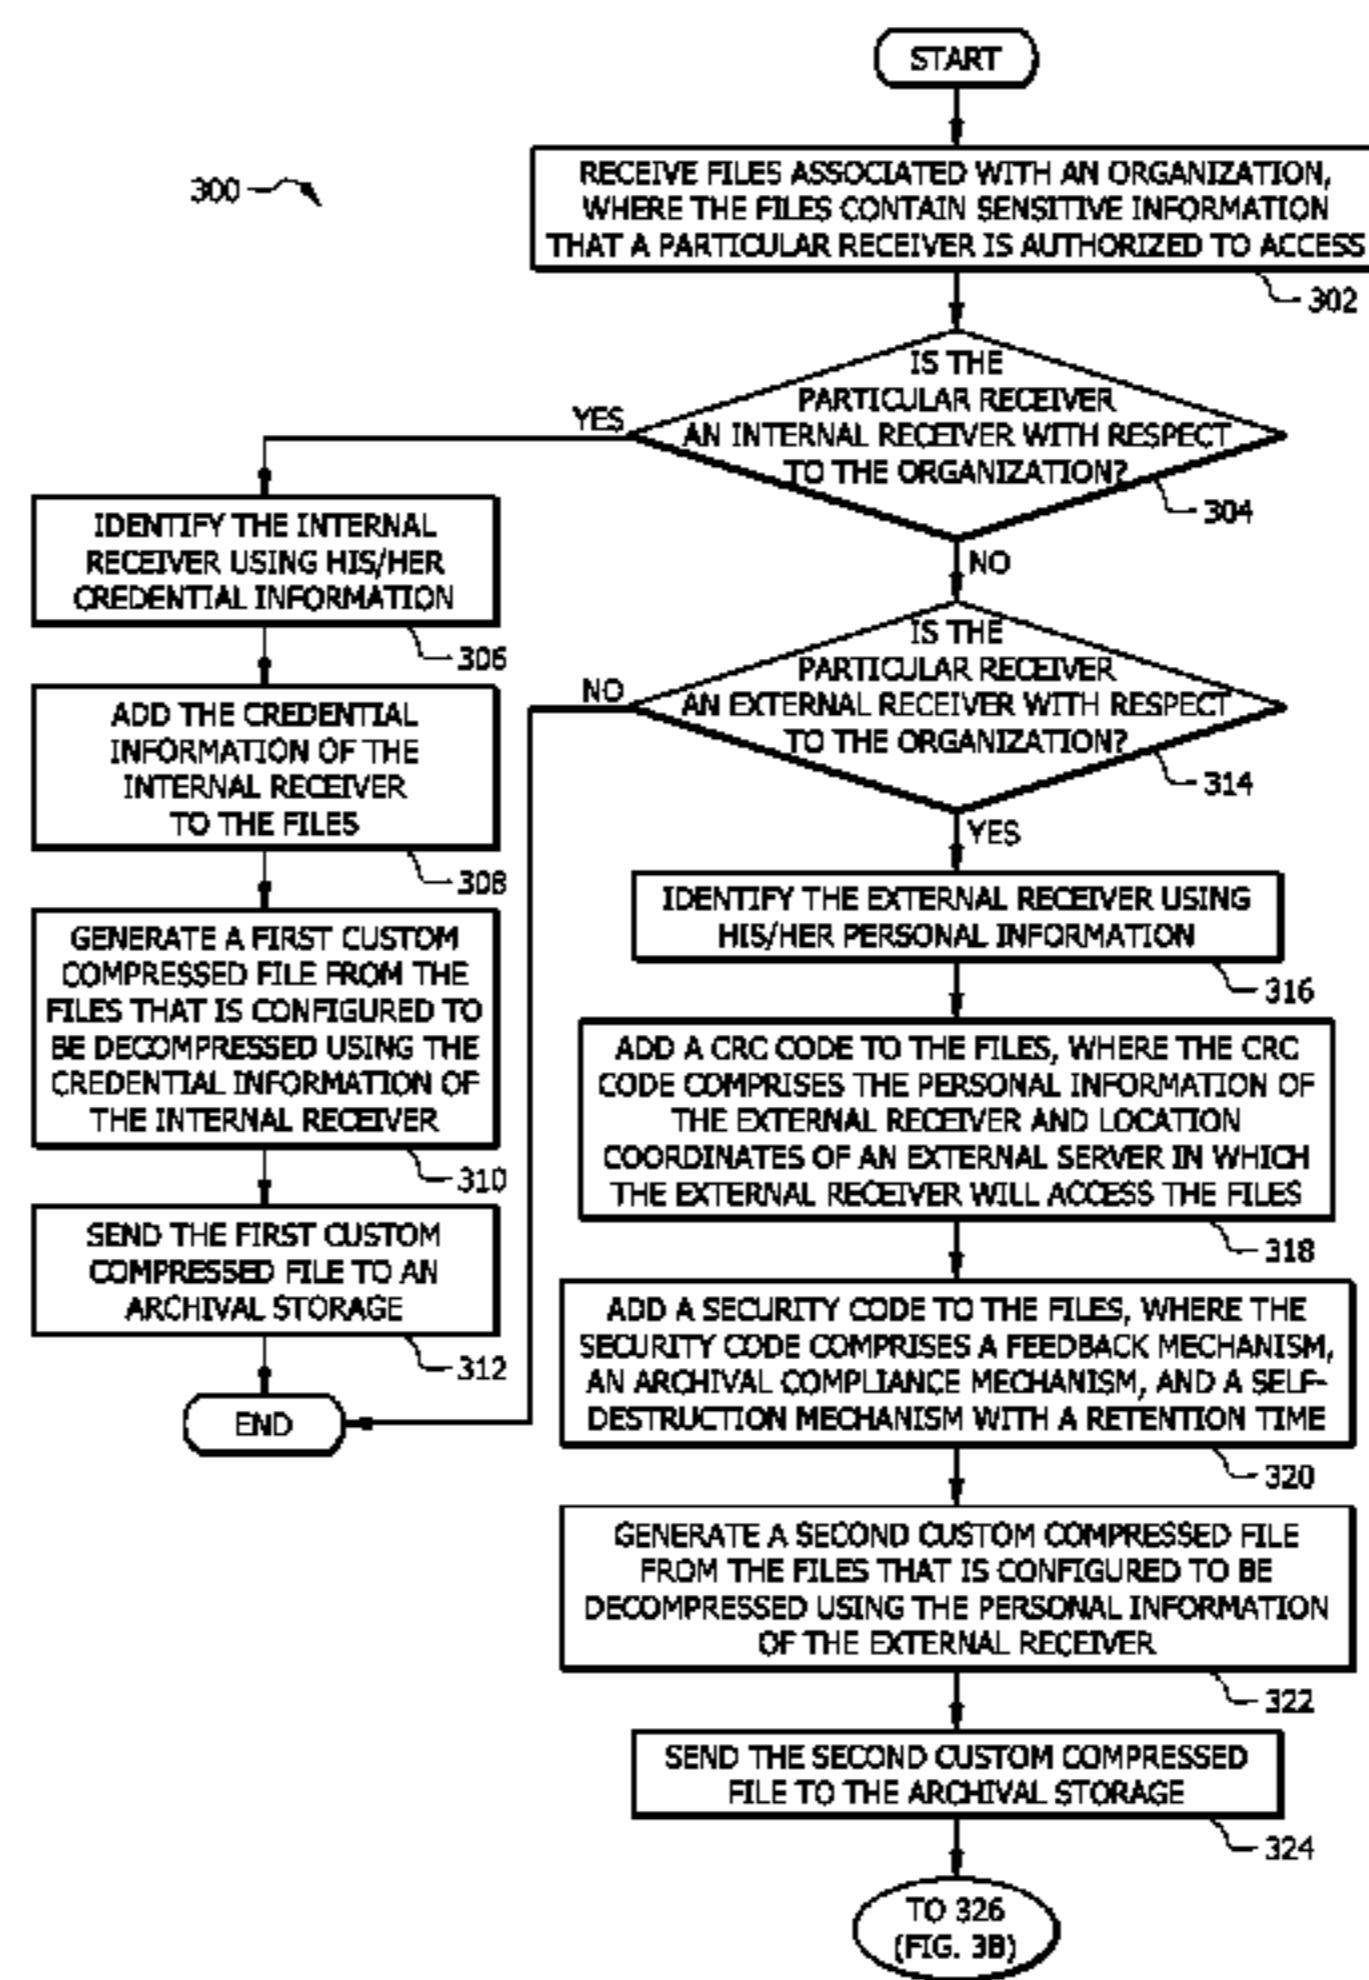 START
300
RECEIVE FILES ASSOCIATED WITH AN ORGANIZATION,
WHERE THE FILES CONTAIN SENSITIVE INFORMATION
THAT A PARTICULAR RECEIVER IS AUTHORIZED TO ACCESS
302
IS THE
PARTICULAR RECEIVER
AN INTERNAL RECEIVER WITH RESPECT
TO THE ORGANIZATION?
304
YES
NO
IDENTIFY THE INTERNAL
RECEIVER USING HIS/HER
CREDENTIAL INFORMATION
306
ADD THE CREDENTIAL
INFORMATION OF THE
INTERNAL RECEIVER
TO THE FILES
308
GENERATE A FIRST CUSTOM
COMPRESSED FILE FROM THE
FILES THAT IS CONFIGURED TO
BE DECOMPRESSED USING THE
CREDENTIAL INFORMATION OF
THE INTERNAL RECEIVER
310
SEND THE FIRST CUSTOM
COMPRESSED FILE TO AN
ARCHIVAL STORAGE
312
END
IS THE
PARTICULAR RECEIVER
AN EXTERNAL RECEIVER WITH RESPECT
TO THE ORGANIZATION?
314
NO
YES
IDENTIFY THE EXTERNAL RECEIVER USING
HIS/HER PERSONAL INFORMATION
316
ADD A CRC CODE TO THE FILES, WHERE THE CRC
CODE COMPRISES THE PERSONAL INFORMATION OF
THE EXTERNAL RECEIVER AND LOCATION
COORDINATES OF AN EXTERNAL SERVER IN WHICH
THE EXTERNAL RECEIVER WILL ACCESS THE FILES
318
ADD A SECURITY CODE TO THE FILES, WHERE THE
SECURITY CODE COMPRISES A FEEDBACK MECHANISM,
AN ARCHIVAL COMPLIANCE MECHANISM, AND A SELF-
DESTRUCTION MECHANISM WITH A RETENTION TIME
320
GENERATE A SECOND CUSTOM COMPRESSED FILE
FROM THE FILES THAT IS CONFIGURED TO BE
DECOMPRESSED USING THE PERSONAL INFORMATION
OF THE EXTERNAL RECEIVER
322
SEND THE SECOND CUSTOM COMPRESSED
FILE TO THE ARCHIVAL STORAGE
324
TO 326
(FIG. 3B)